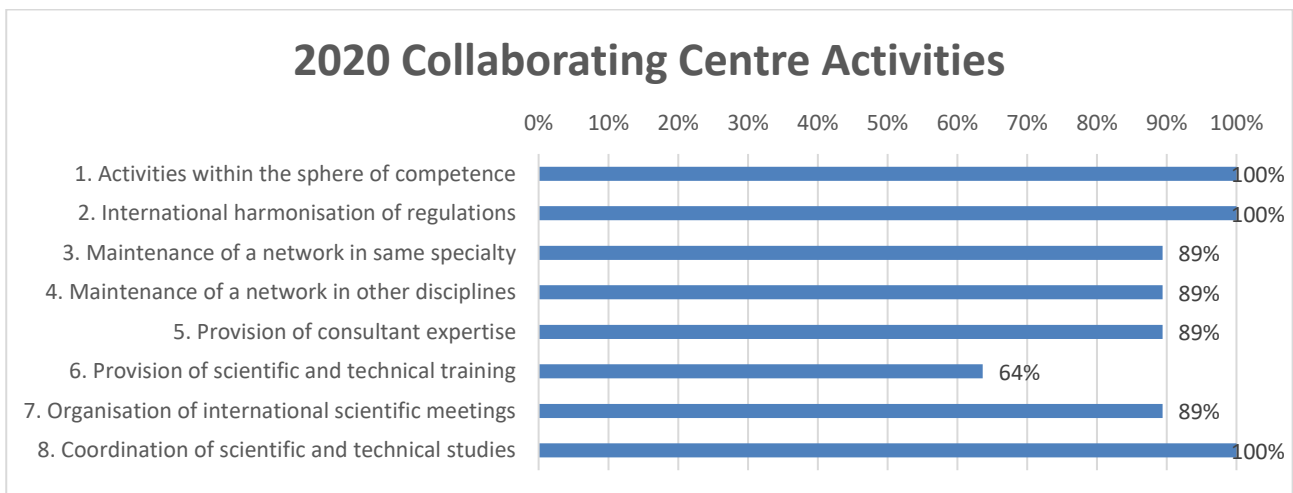 2020 Collaborating Centre Activities
0% 10% 20% 30% 40% 50% 60% 70% 80% 90% 100%
1. Activities within the sphere of competence 100%
2. International harmonisation of regulations 100%
3. Maintenance of a network in same specialty 89%
4. Maintenance of a network in other disciplines 89%
5. Provision of consultant expertise 89%
6. Provision of scientific and technical training 64%
7. Organisation of international scientific meetings 89%
8. Coordination of scientific and technical studies 100%